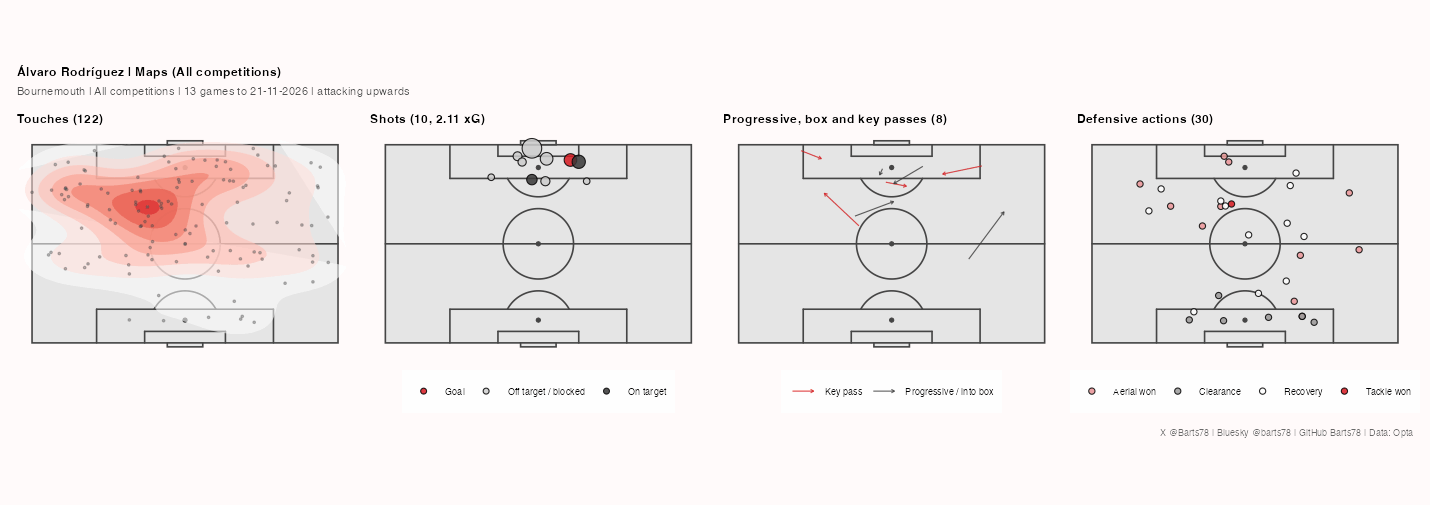 Álvaro Rodríguez | Maps (All competitions)
Bournemouth | All competitions | 13 games to 21-11-2026 | attacking upwards
Touches (122)
Shots (10, 2.11 xG)
Progressive, box and key passes (8)
Defensive actions (30)
Goal
Off target / blocked
On target
Key pass
Progressive / into box
Aerial won
Clearance
Recovery
Tackle won
X @Barts78 | Bluesky @barts78 | GitHub Barts78 | Data: Opta